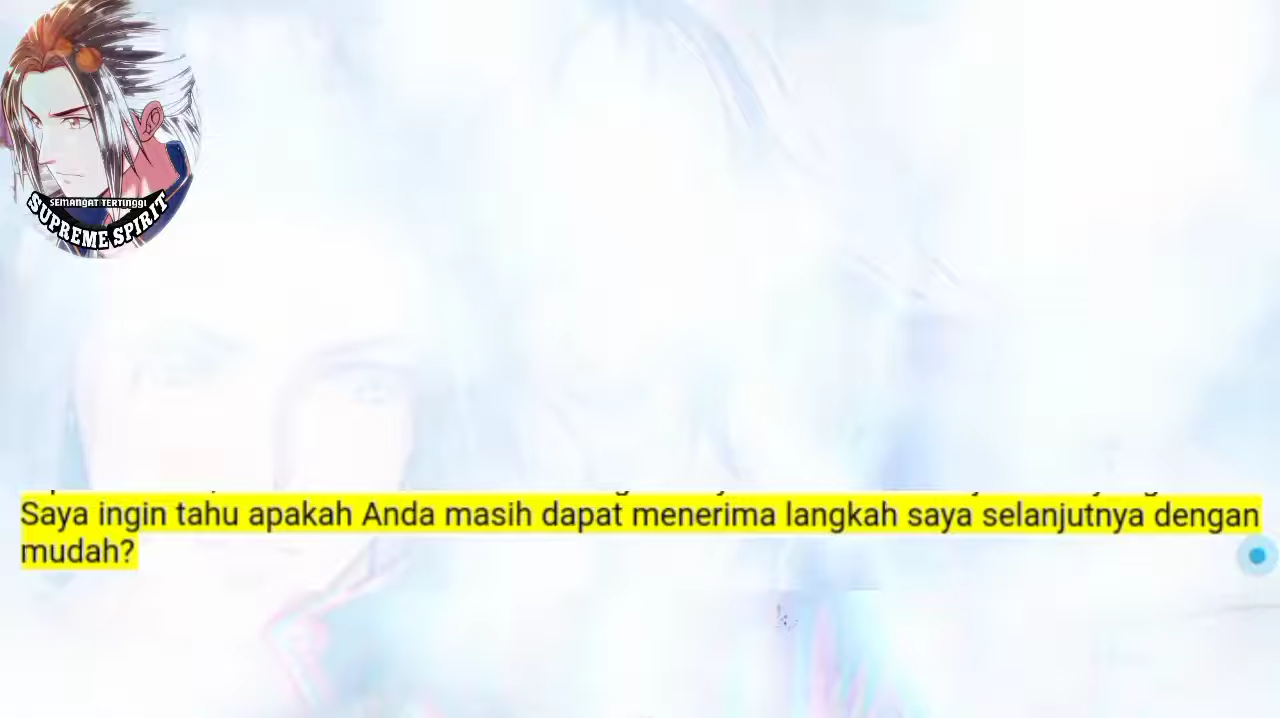 SEMANGAT TERTINGGI
SUPREME SPIRIT
Saya ingin tahu apakah Anda masih dapat menerima langkah saya selanjutnya dengan
mudah?